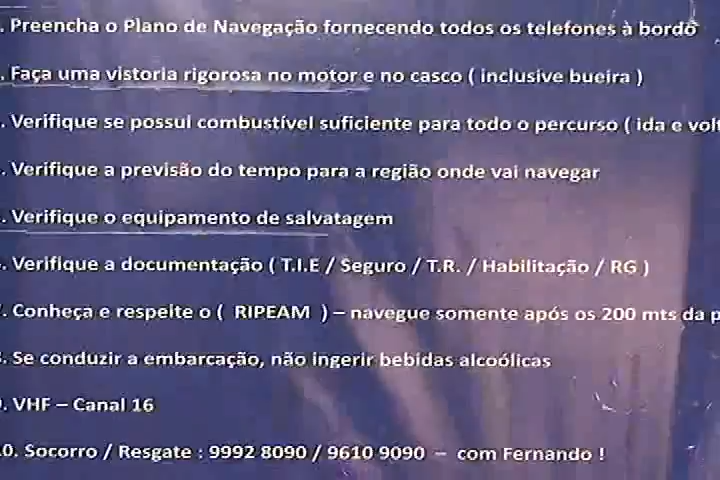 . Preencha o Plano de Navegação fornecendo todos os telefones à bordo
. Faça uma vistoria rigorosa no motor e no casco ( inclusive bueira )
. Verifique se possui combustível suficiente para todo o percurso ( ida e volt
. Verifique a previsão do tempo para a região onde vai navegar
. Verifique o equipamento de salvatagem
. Verifique a documentação ( T.I.E / Seguro / T.R. / Habilitação / RG )
. Conheça e respeite o ( RIPEAM ) – navegue somente após os 200 mts da p
. Se conduzir a embarcação, não ingerir bebidas alcoólicas
. VHF – Canal 16
0. Socorro / Resgate : 9992 8090 / 9610 9090 – com Fernando !